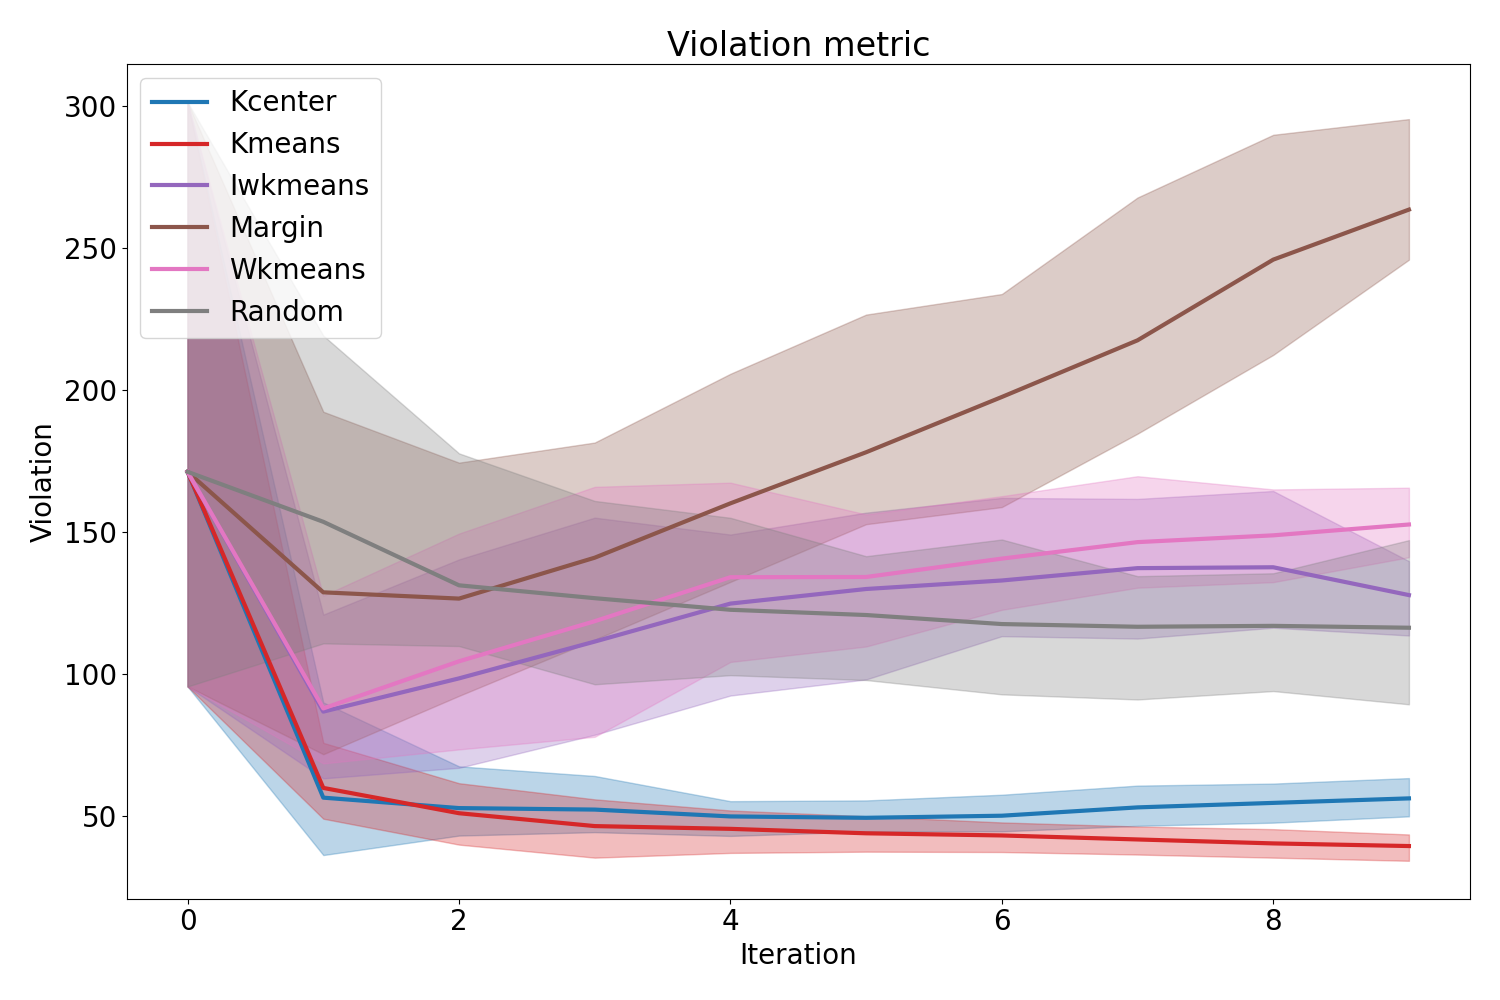 Violation metric
Kcenter
Kmeans
Iwkmeans
Margin
Wkmeans
Random
300
250
200
150
100
50
Violation
0 2 4 6 8
Iteration